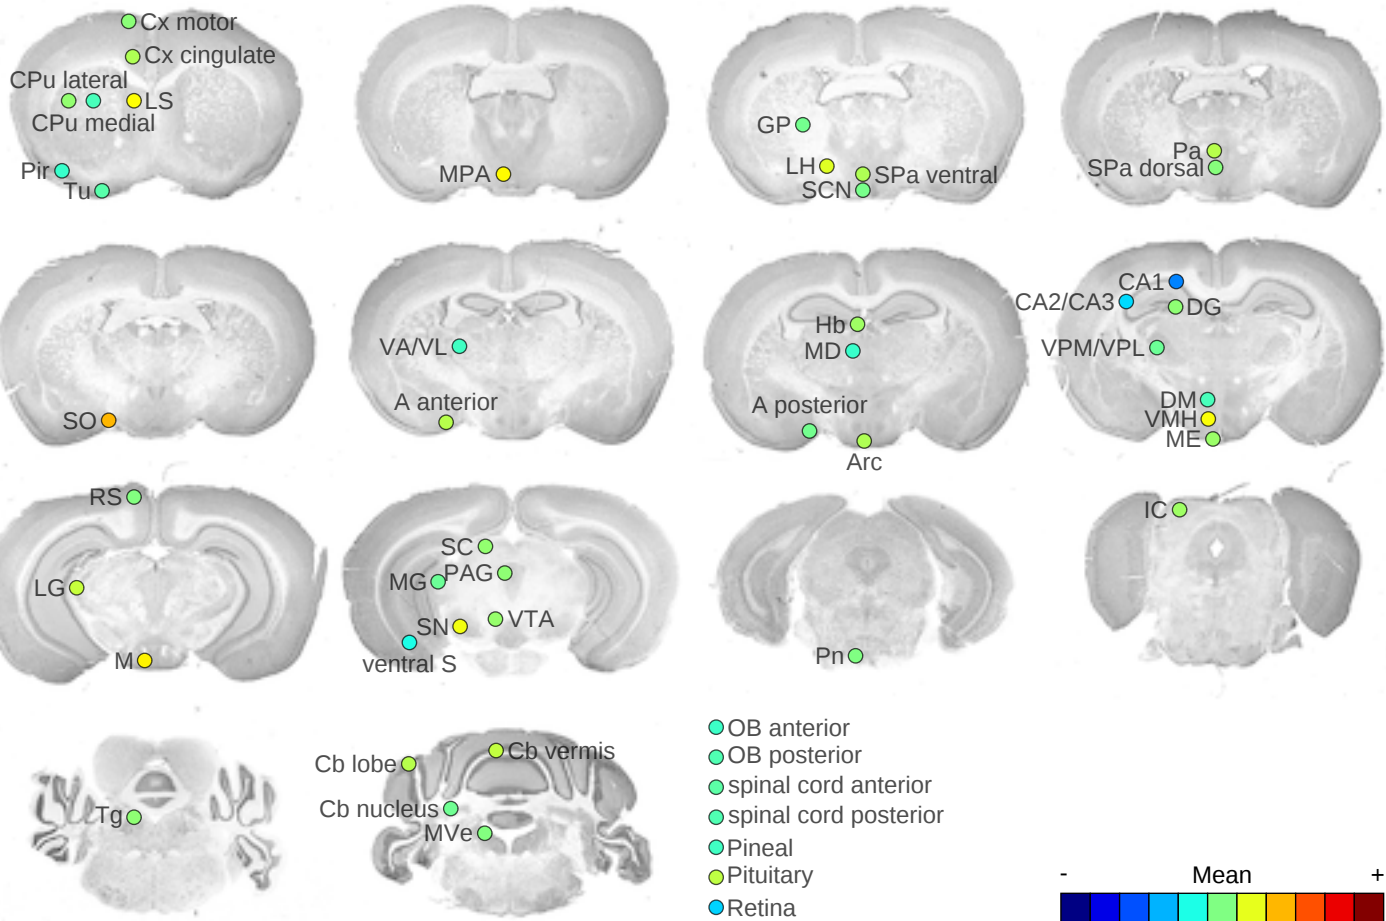 Cx motor
Cx cingulate
CPu lateral
LS
CPu medial
Pir
Tu
MPA
GP
LH
SPa ventral
SCN
Pa
SPa dorsal
SO
VA/VL
A anterior
Hb
MD
A posterior
Arc
CA1
CA2/CA3
DG
VPM/VPL
DM
VMH
ME
RS
LG
M
SC
MG
PAG
SN
VTA
ventral S
Pn
IC
Tg
Cb lobe
Cb vermis
Cb nucleus
MVe
OB anterior
OB posterior
spinal cord anterior
spinal cord posterior
Pineal
Pituitary
Retina
- Mean +